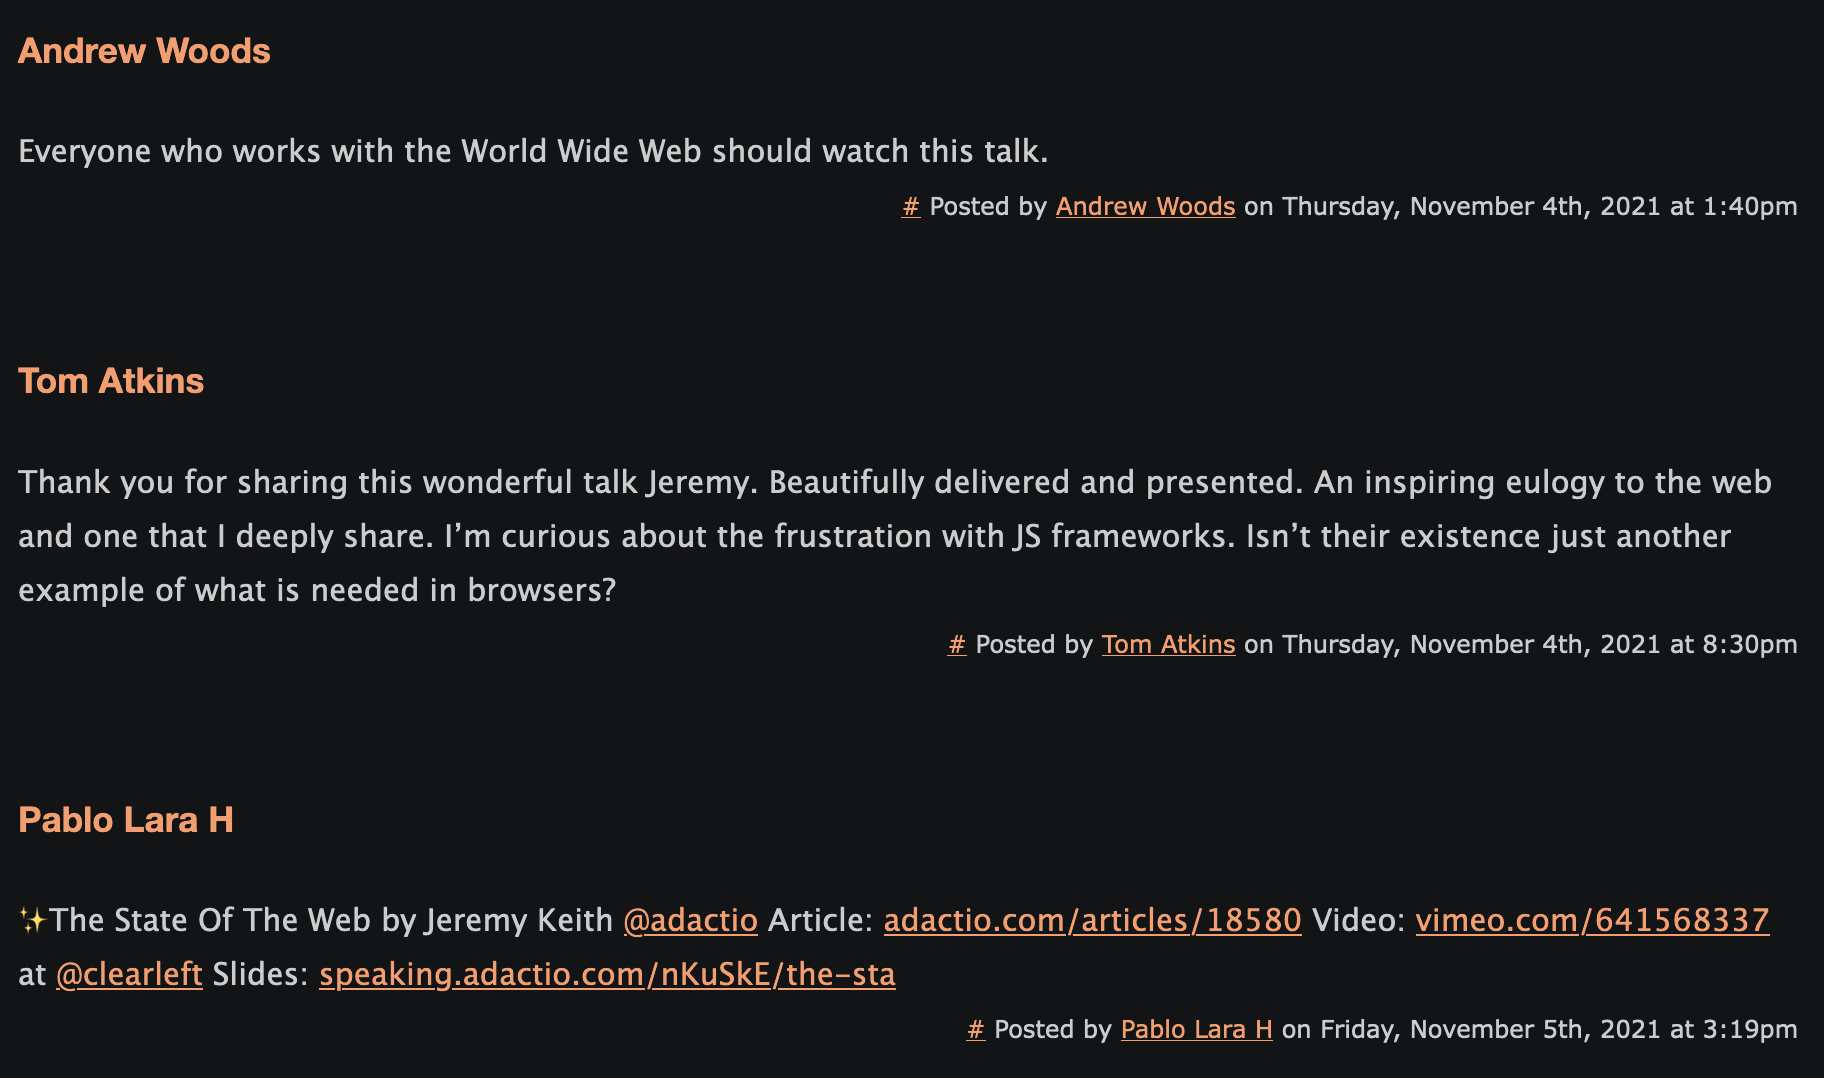 Andrew Woods
Everyone who works with the World Wide Web should watch this talk.
# Posted by Andrew Woods on Thursday, November 4th, 2021 at 1:40pm
Tom Atkins
Thank you for sharing this wonderful talk Jeremy. Beautifully delivered and presented. An inspiring eulogy to the web
and one that I deeply share. I’m curious about the frustration with JS frameworks. Isn’t their existence just another
example of what is needed in browsers?
# Posted by Tom Atkins on Thursday, November 4th, 2021 at 8:30pm
Pablo Lara H
✨The State Of The Web by Jeremy Keith @adactio Article: adactio.com/articles/18580 Video: vimeo.com/641568337
at @clearleft Slides: speaking.adactio.com/nKuSkE/the-sta
# Posted by Pablo Lara H on Friday, November 5th, 2021 at 3:19pm